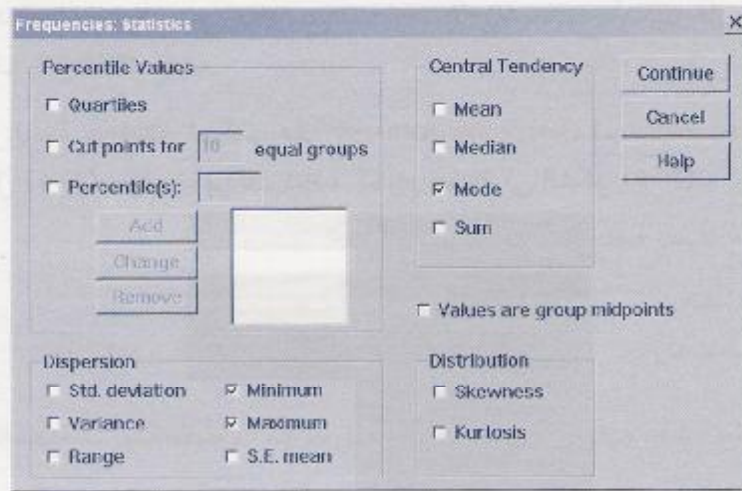 Frequencies: Statistics
Percentile Values
Quartiles
Cut points for 10 equal groups
Percentile(s):
Add
Change
Remove
Central Tendency
Mean
Median
Mode
Sum
Continue
Cancel
Help
Values are group midpoints
Dispersion
Std. deviation Minimum
Variance Maximum
Range S.E. mean
Distribution
Skewness
Kurtosis